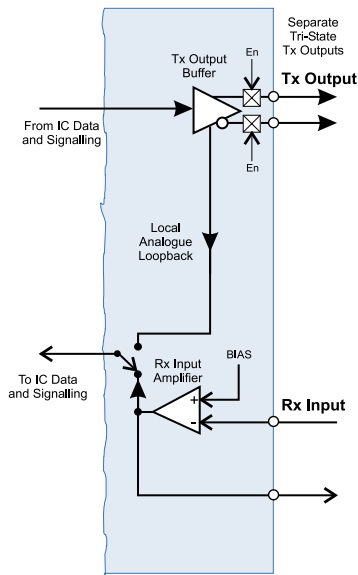 Separate
Tri-State
Tx Outputs
En
Tx Output
Buffer
Tx Output
From IC Data
and Signalling
En
Local
Analogue
Loopback
BIAS
Rx Input
Amplifier
To IC Data
and Signalling
+
-
Rx Input